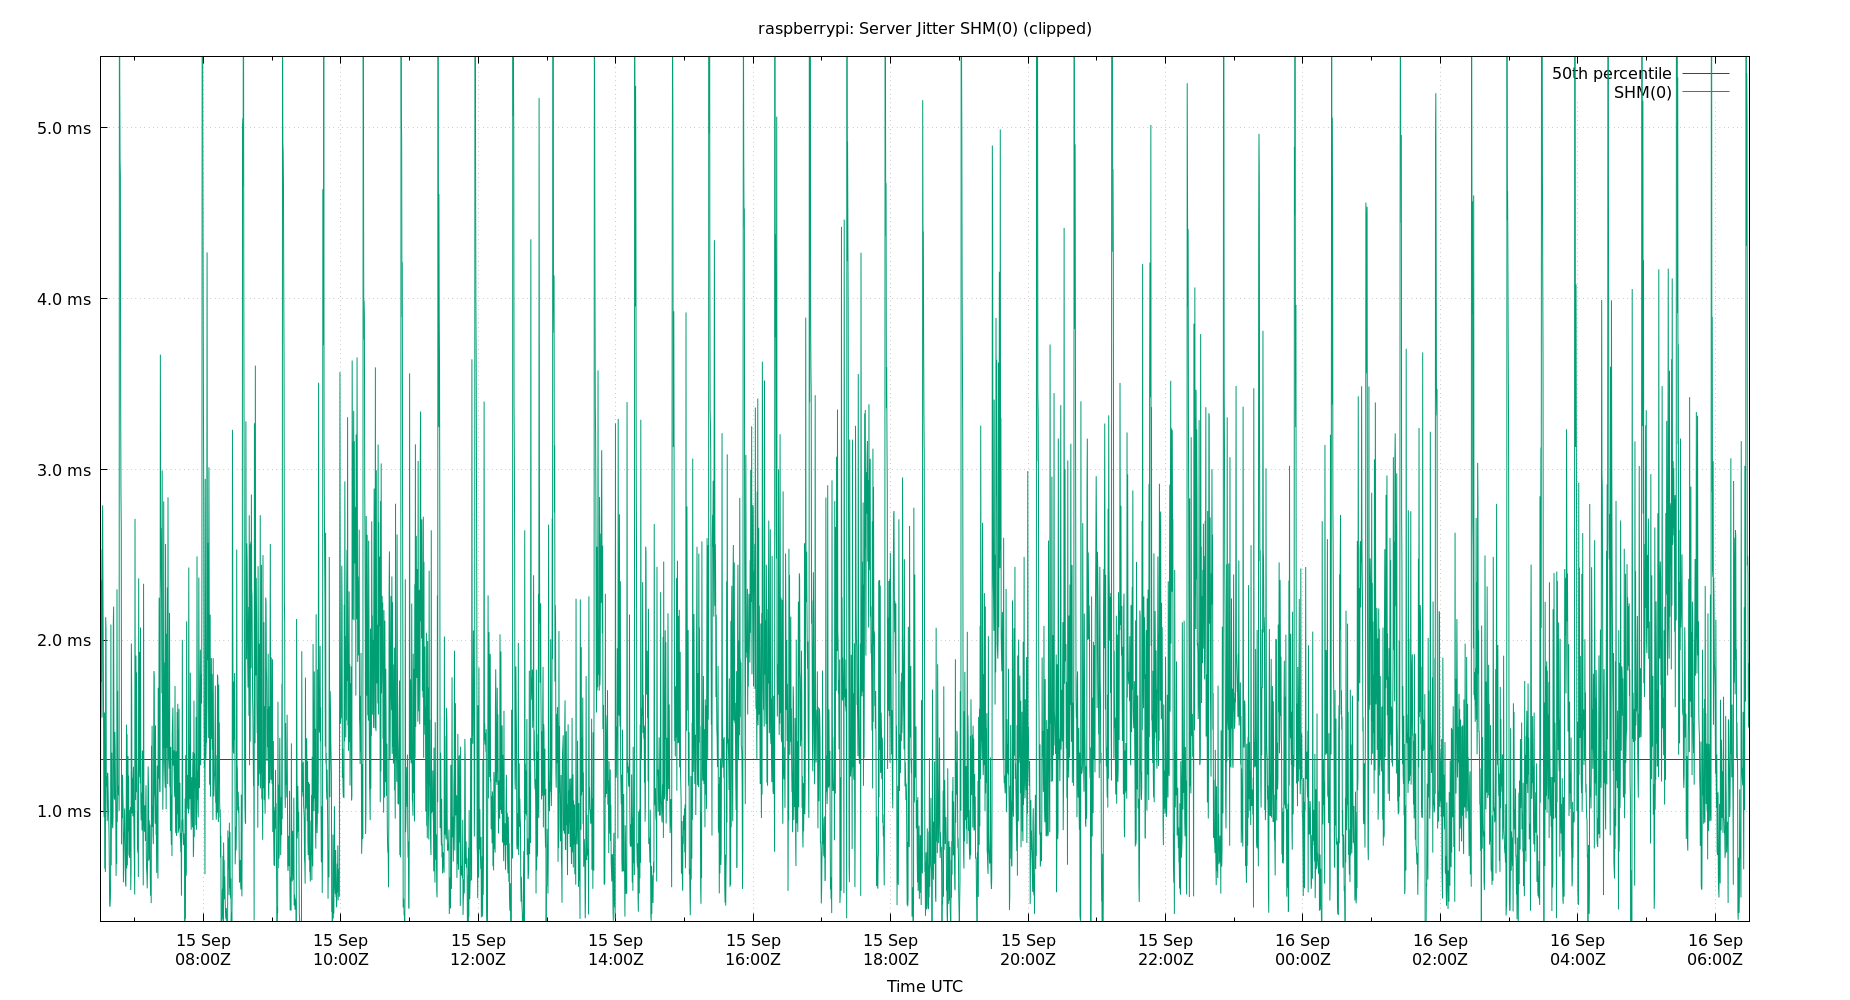 raspberrypi: Server Jitter SHM(0) (clipped)
50th percentile
SHM(0)
5.0 ms
4.0 ms
3.0 ms
2.0 ms
1.0 ms
15 Sep 15 Sep 15 Sep 15 Sep 15 Sep 15 Sep 15 Sep 15 Sep 16 Sep 16 Sep 16 Sep 16 Sep
08:00Z 10:00Z 12:00Z 14:00Z 16:00Z 18:00Z 20:00Z 22:00Z 00:00Z 02:00Z 04:00Z 06:00Z
Time UTC